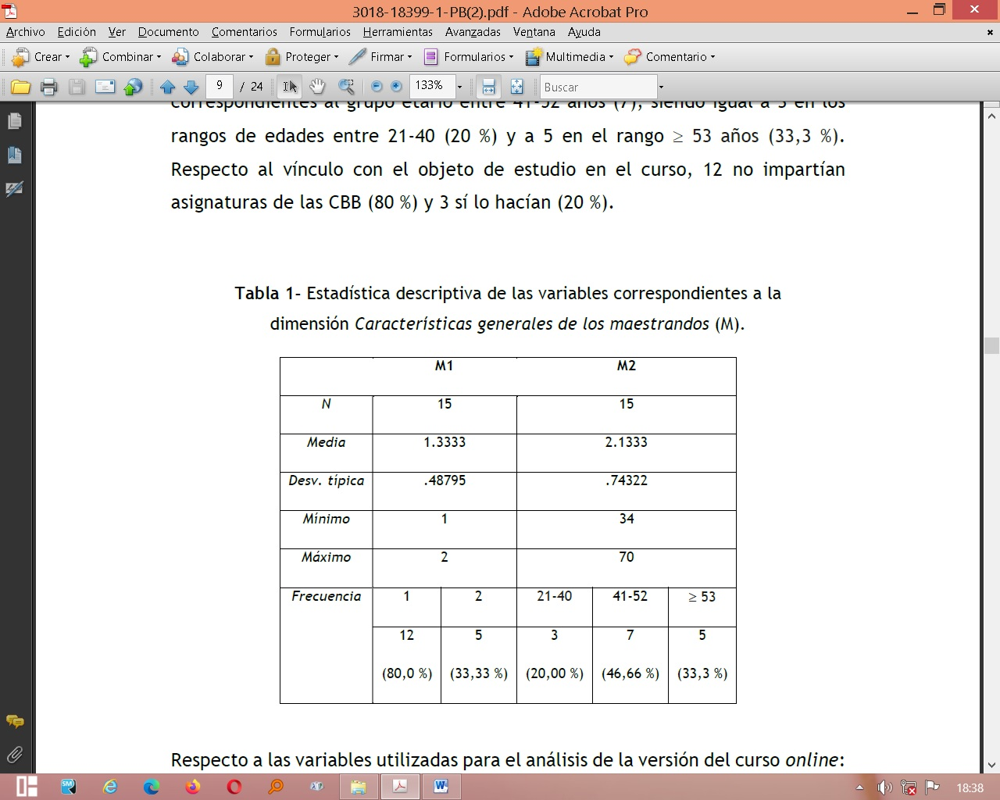 3018-18399-1-PB(2).pdf - Adobe Acrobat Pro
Archivo Edición Ver Documento Comentarios Formularios Herramientas Avanzadas Ventana Ayuda
Crear Combinar Colaborar Proteger Firmar Formularios Multimedia Comentario
9 / 24 133% Buscar
correspondientes al grupo etario entre 41-52 años (7), siendo igual a 3 en los
rangos de edades entre 21-40 (20 %) y a 5 en el rango ≥ 53 años (33,3 %).
Respecto al vínculo con el objeto de estudio en el curso, 12 no impartían
asignaturas de las CBB (80 %) y 3 sí lo hacían (20 %).
Tabla 1- Estadística descriptiva de las variables correspondientes a la
dimensión Características generales de los maestrandos (M).
M1 M2
N 15 15
Media 1.3333 2.1333
Desv. típica .48795 .74322
Mínimo 1 34
Máximo 2 70
Frecuencia 1 2 21-40 41-52 ≥ 53
12 5 3 7 5
(80,0 %) (33,33 %) (20,00 %) (46,66 %) (33,3 %)
Respecto a las variables utilizadas para el análisis de la versión del curso online:
SM
18:38